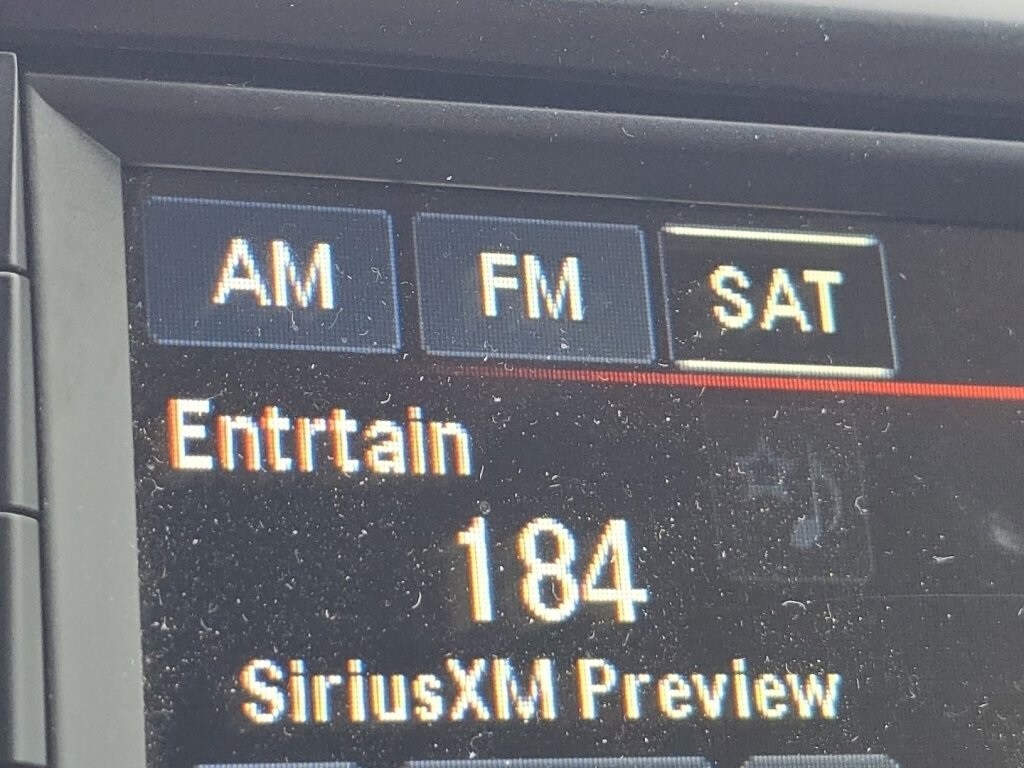 AM FM SAT
Entrtain
184
SiriusXM Preview